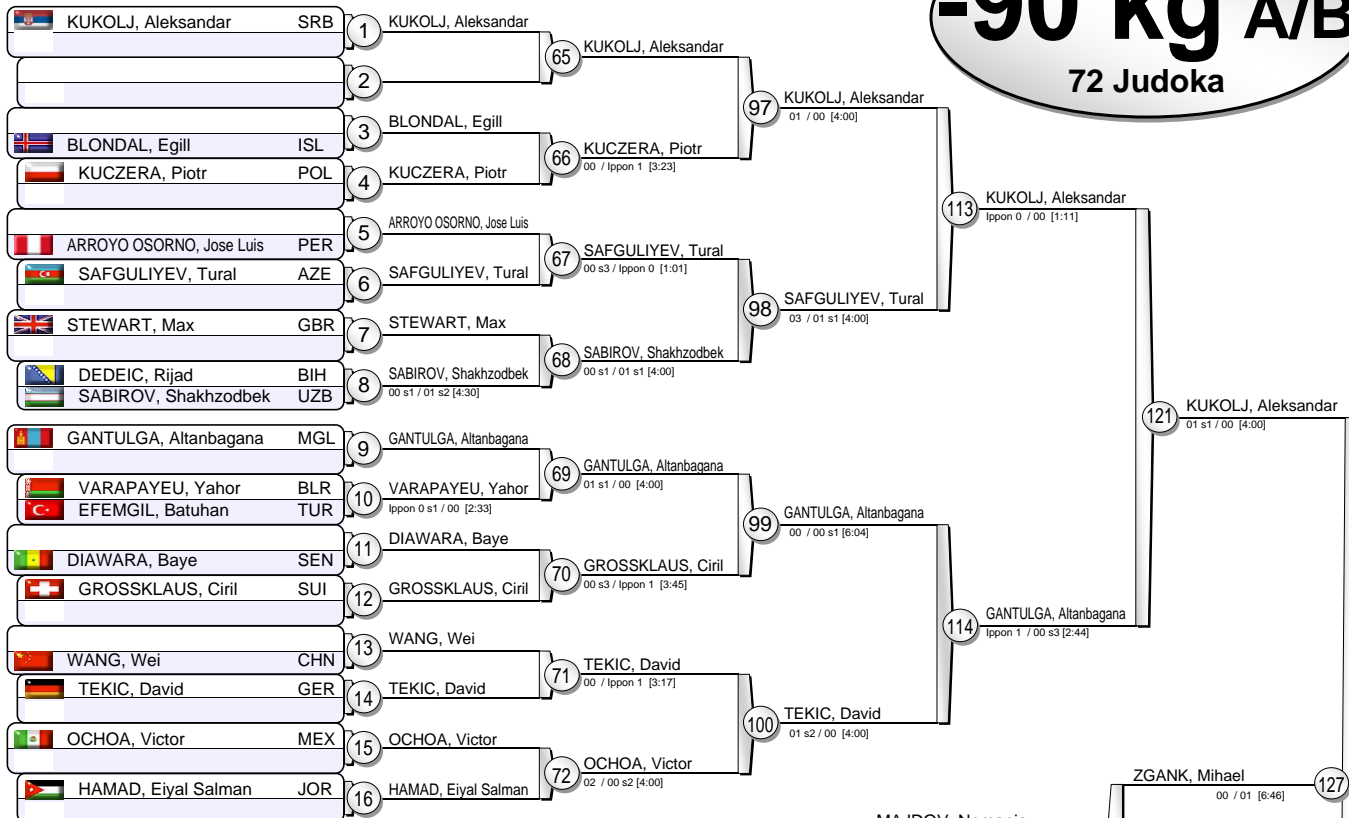 -90 kg A/B
72 Judoka
KUKOLJ, Aleksandar SRB
1
2
BLONDAL, Egill ISL
3
KUCZERA, Piotr POL
4
ARROYO OSORNO, Jose Luis PER
5
SAFGULIYEV, Tural AZE
6
STEWART, Max GBR
7
DEDEIC, Rijad BIH
SABIROV, Shakhzodbek UZB
8
GANTULGA, Altanbagana MGL
9
VARAPAYEU, Yahor BLR
EFEMGIL, Batuhan TUR
10
DIAWARA, Baye SEN
11
GROSSKLAUS, Ciril SUI
12
WANG, Wei CHN
13
TEKIC, David GER
14
OCHOA, Victor MEX
15
HAMAD, Eiyal Salman JOR
16
KUKOLJ, Aleksandar
65
BLONDAL, Egill
66
KUCZERA, Piotr
ARROYO OSORNO, Jose Luis
67
SAFGULIYEV, Tural
STEWART, Max
68
SABIROV, Shakhzodbek
00 s1 / 01 s2 [4:30]
GANTULGA, Altanbagana
69
VARAPAYEU, Yahor
Ippon 0 s1 / 00 [2:33]
DIAWARA, Baye
70
GROSSKLAUS, Ciril
WANG, Wei
71
TEKIC, David
OCHOA, Victor
72
HAMAD, Eiyal Salman
KUKOLJ, Aleksandar
97
KUCZERA, Piotr
00 / Ippon 1 [3:23]
SAFGULIYEV, Tural
00 s3 / Ippon 0 [1:01]
98
SABIROV, Shakhzodbek
00 s1 / 01 s1 [4:00]
GANTULGA, Altanbagana
01 s1 / 00 [4:00]
99
GROSSKLAUS, Ciril
00 s3 / Ippon 1 [3:45]
TEKIC, David
00 / Ippon 1 [3:17]
100
OCHOA, Victor
02 / 00 s2 [4:00]
KUKOLJ, Aleksandar
01 / 00 [4:00]
113
SAFGULIYEV, Tural
03 / 01 s1 [4:00]
GANTULGA, Altanbagana
00 / 00 s1 [6:04]
114
TEKIC, David
01 s2 / 00 [4:00]
KUKOLJ, Aleksandar
Ippon 0 / 00 [1:11]
121
GANTULGA, Altanbagana
Ippon 1 / 00 s3 [2:44]
KUKOLJ, Aleksandar
01 s1 / 00 [4:00]
ZGANK, Mihael
00 / 01 [6:46]
127